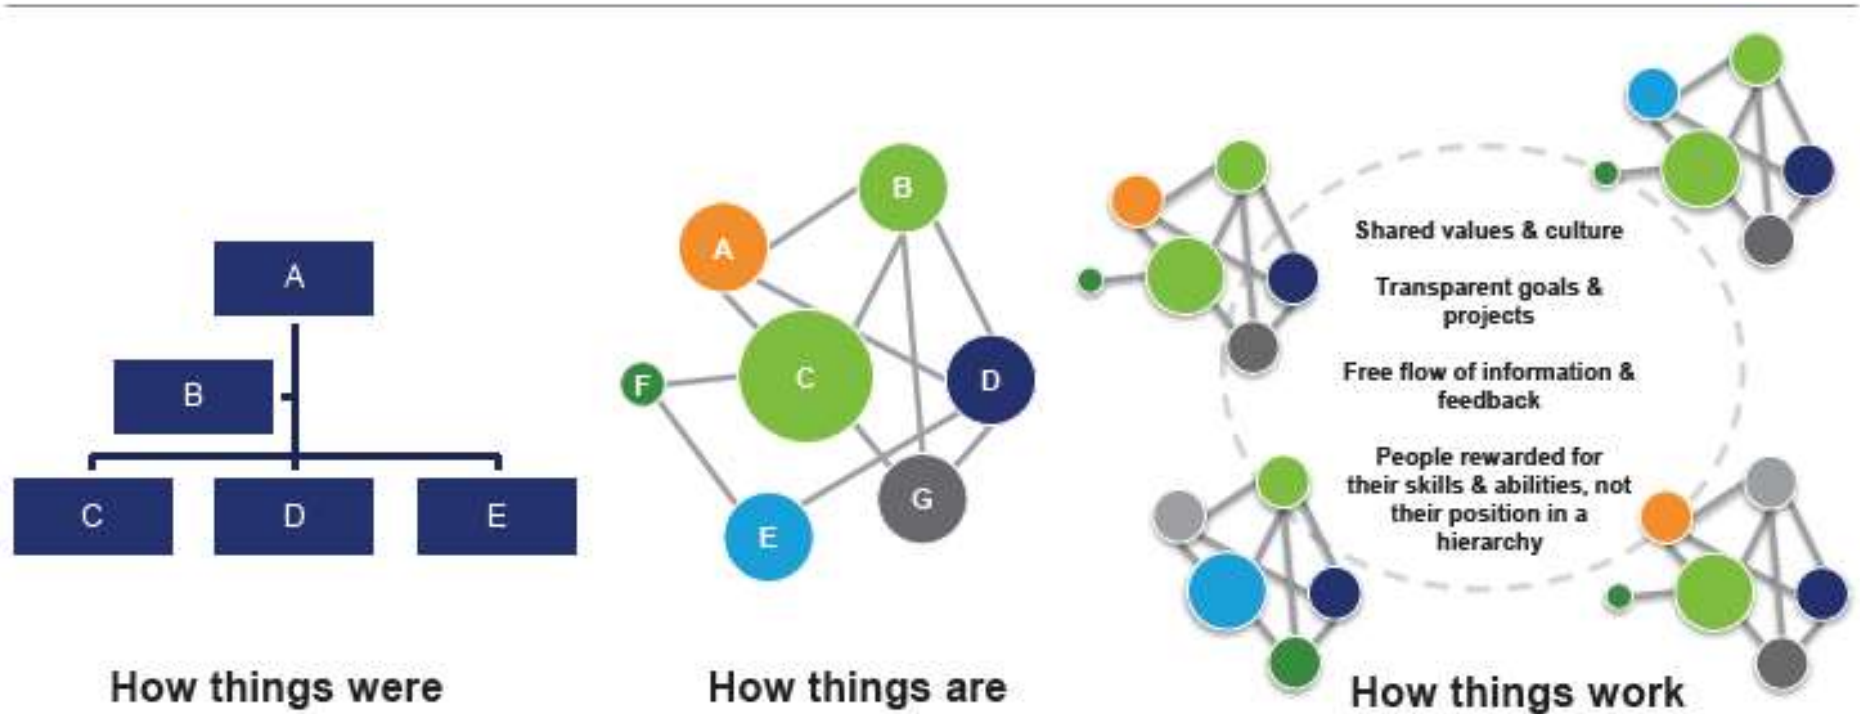 A
B
C
D
E
How things were
B
A
C
D
F
G
E
How things are
Shared values & culture
Transparent goals &
projects
Free flow of information &
feedback
People rewarded for
their skills & abilities, not
their position in a
hierarchy
How things work